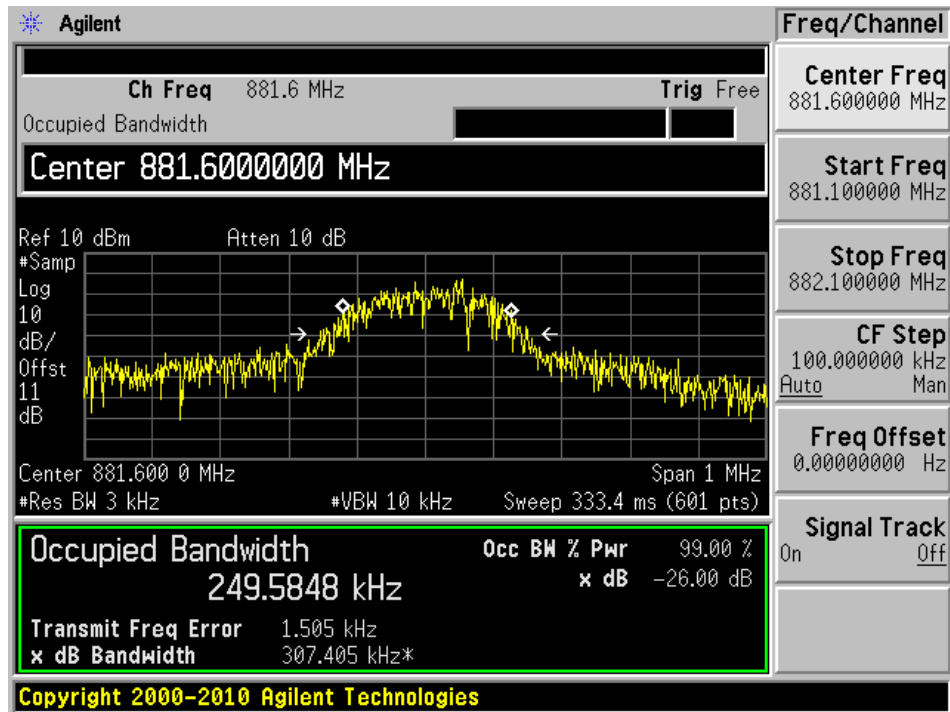 Agilent
Freq/Channel
Ch Freq 881.6 MHz Trig Free
Occupied Bandwidth
Center 881.6000000 MHz
Ref 10 dBm Atten 10 dB
#Samp
Log
10
dB/
Offst
11
dB
Center 881.600 0 MHz Span 1 MHz
#Res BW 3 kHz #VBW 10 kHz Sweep 333.4 ms (601 pts)
Occupied Bandwidth Occ BW % Pwr 99.00 %
249.5848 kHz x dB -26.00 dB
Transmit Freq Error 1.505 kHz
x dB Bandwidth 307.405 kHz*
Copyright 2000-2010 Agilent Technologies
Center Freq
881.600000 MHz
Start Freq
881.100000 MHz
Stop Freq
882.100000 MHz
CF Step
100.000000 kHz
Auto Man
Freq Offset
0.00000000 Hz
Signal Track
On Off